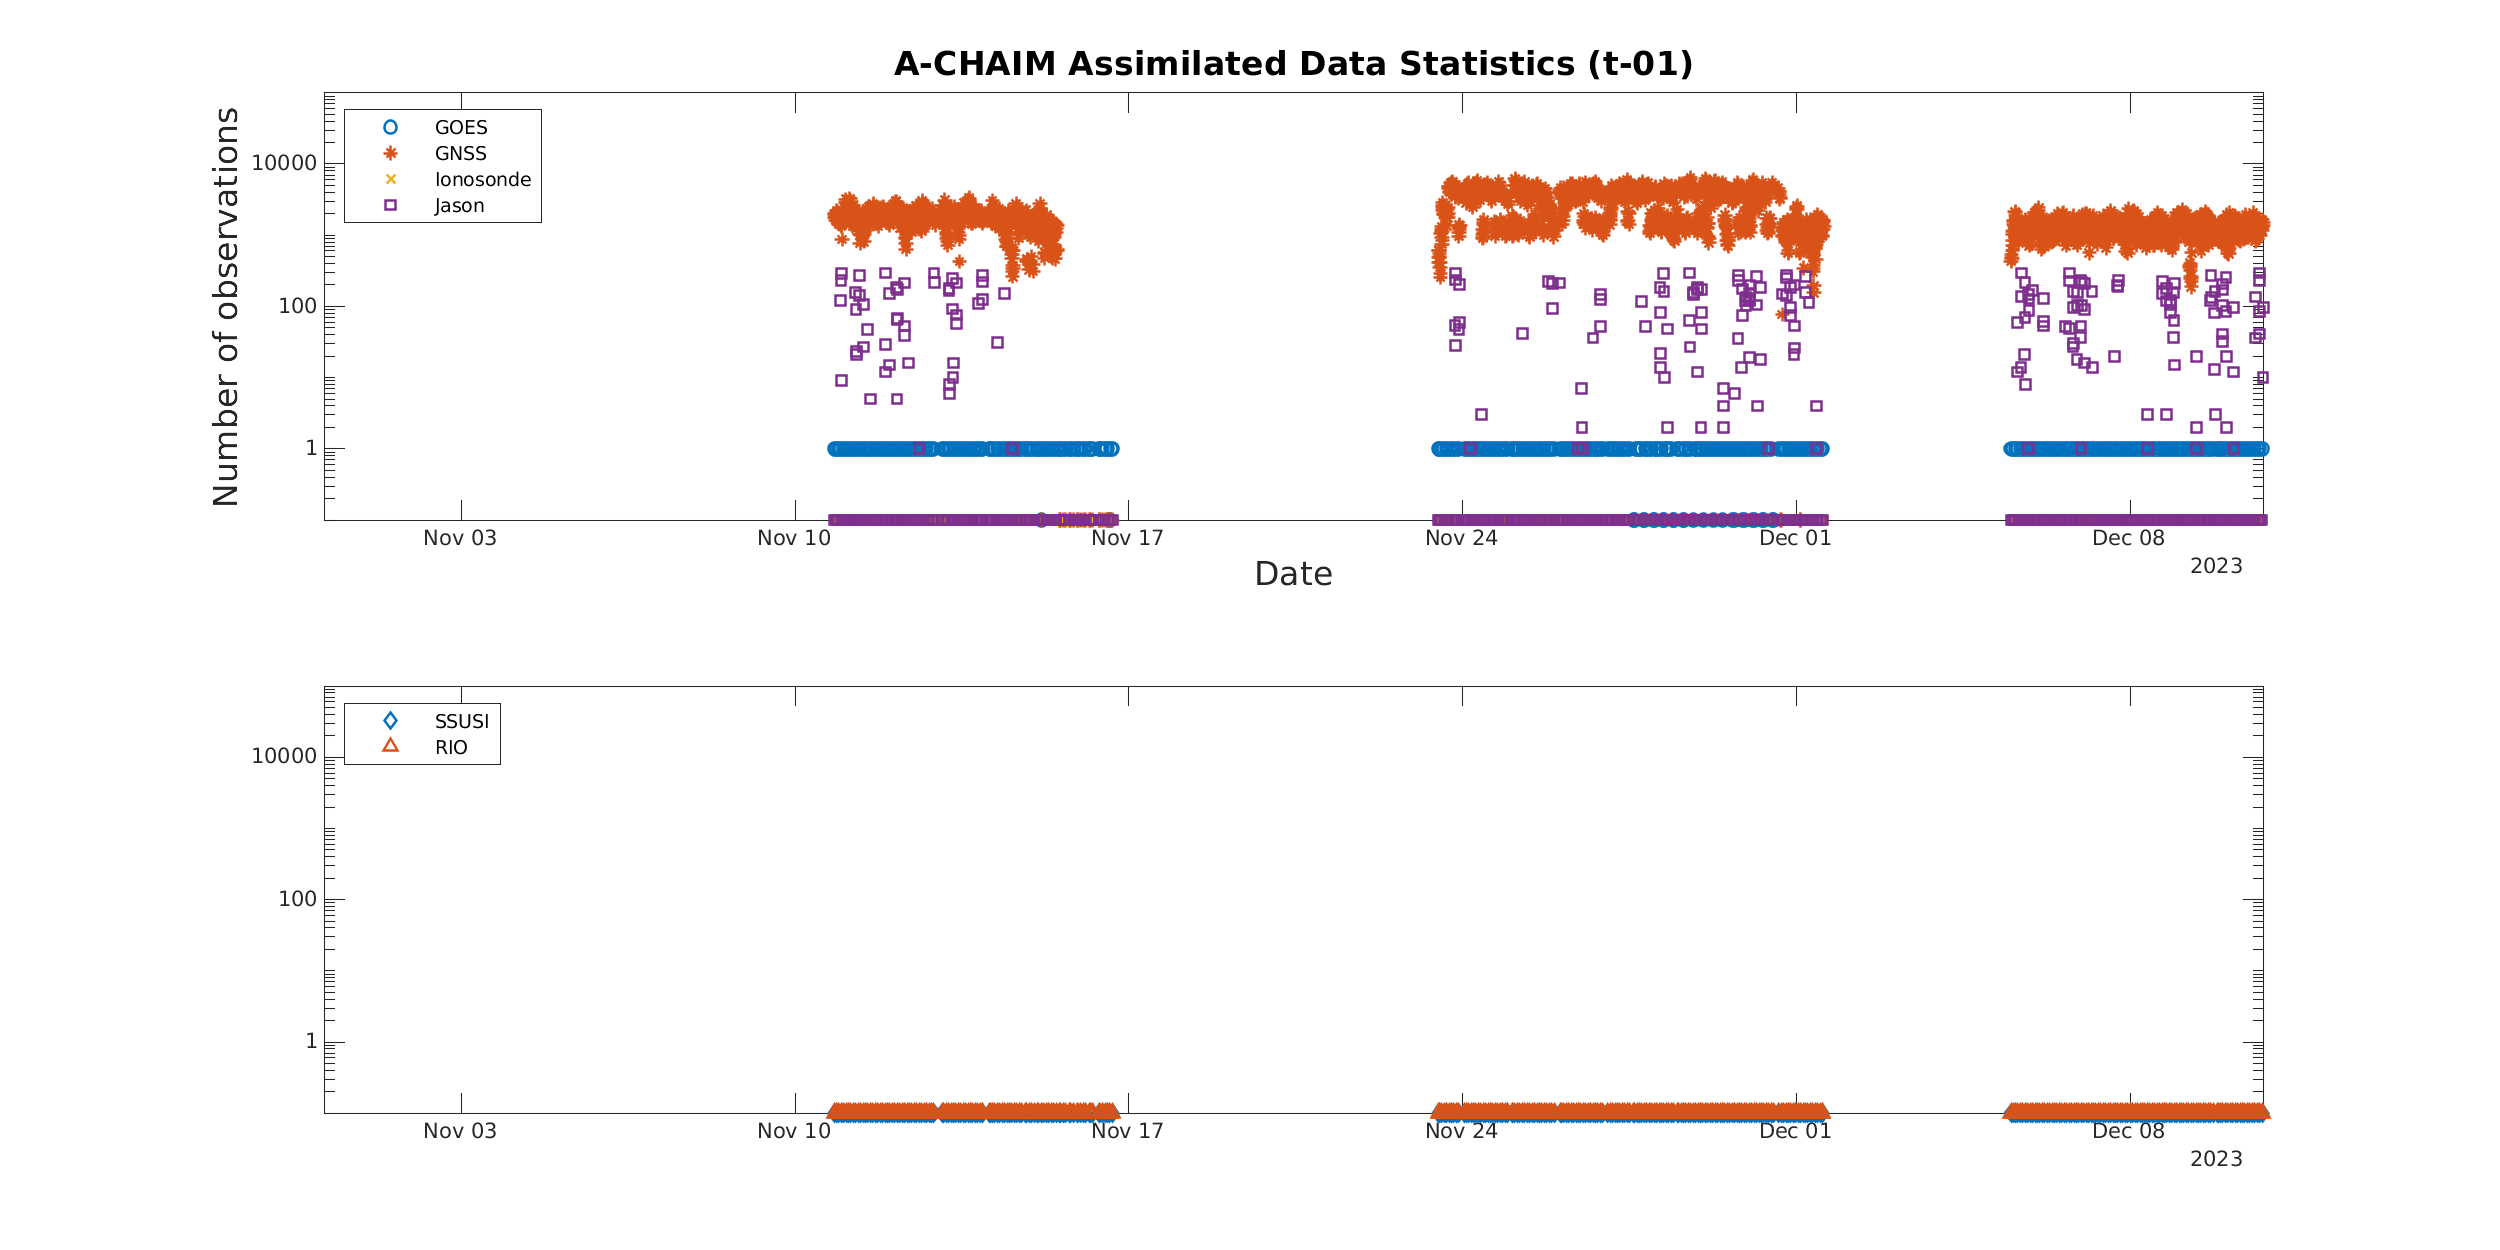 A-CHAIM Assimilated Data Statistics (t-01)
Number of observations
10000
100
1
GOES
GNSS
Ionosonde
Jason
Nov 03
Nov 10
Nov 17
Nov 24
Dec 01
Dec 08
2023
Date
10000
100
1
SSUSI
RIO
Nov 03
Nov 10
Nov 17
Nov 24
Dec 01
Dec 08
2023